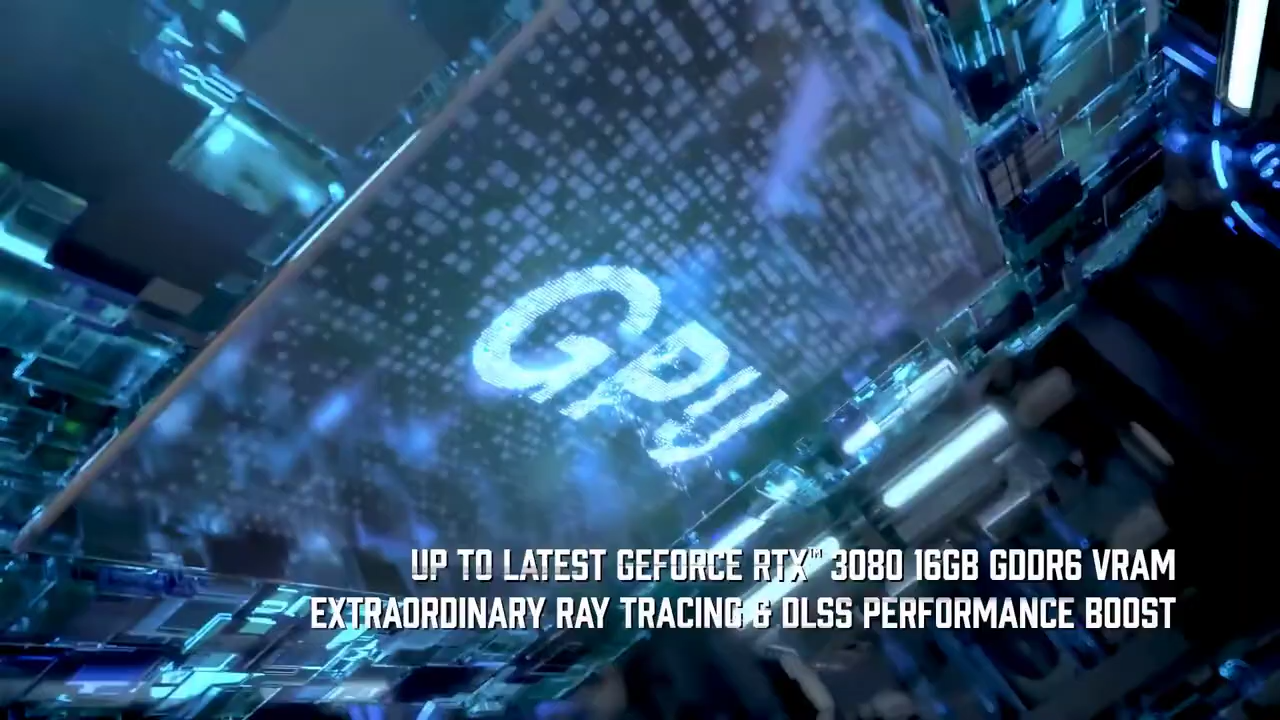 GPU
UP TO LATEST GEFORCE RTX™ 3080 16GB GDDR6 VRAM
EXTRAORDINARY RAY TRACING & DLSS PERFORMANCE BOOST